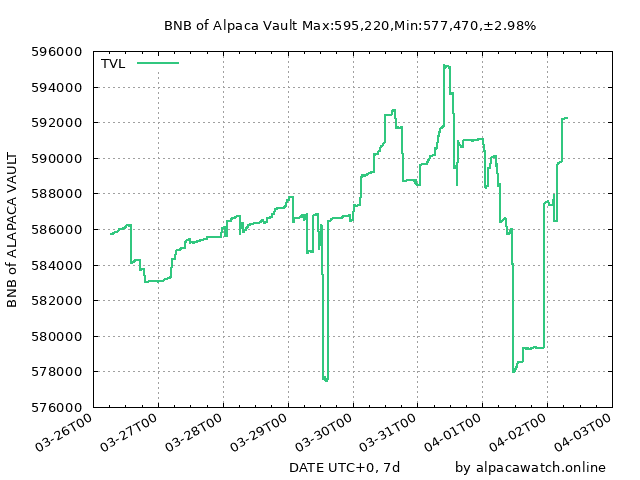 BNB of Alpaca Vault Max:595,220,Min:577,470,±2.98%
TVL
596000
594000
592000
590000
588000
586000
584000
582000
580000
578000
576000
BNB of ALAPACA VAULT
03-26T00
03-27T00
03-28T00
03-29T00
03-30T00
03-31T00
04-01T00
04-02T00
04-03T00
DATE UTC+0, 7d
by alpacawatch.online